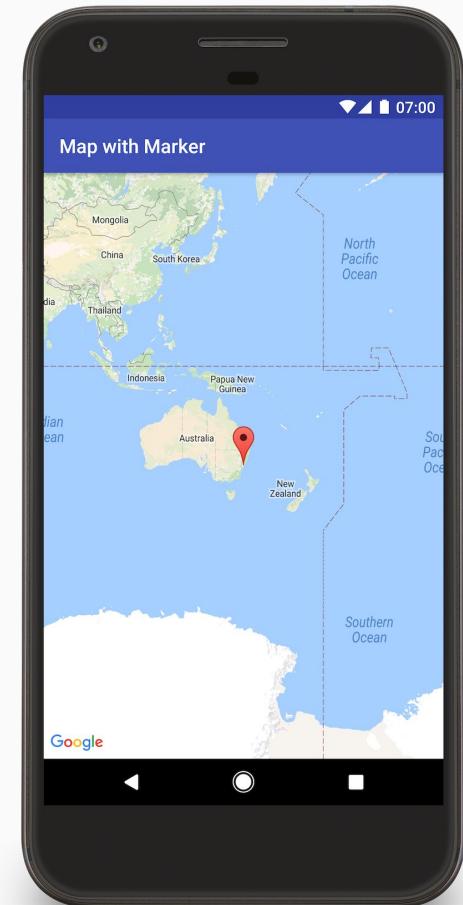 07:00
Map with Marker
Mongolia
China
South Korea
North
Pacific
Ocean
dia
Thailand
Indonesia
Papua New
Guinea
dian
ean
Australia
Sou
Pac
Oce
New
Zealand
Southern
Ocean
Google